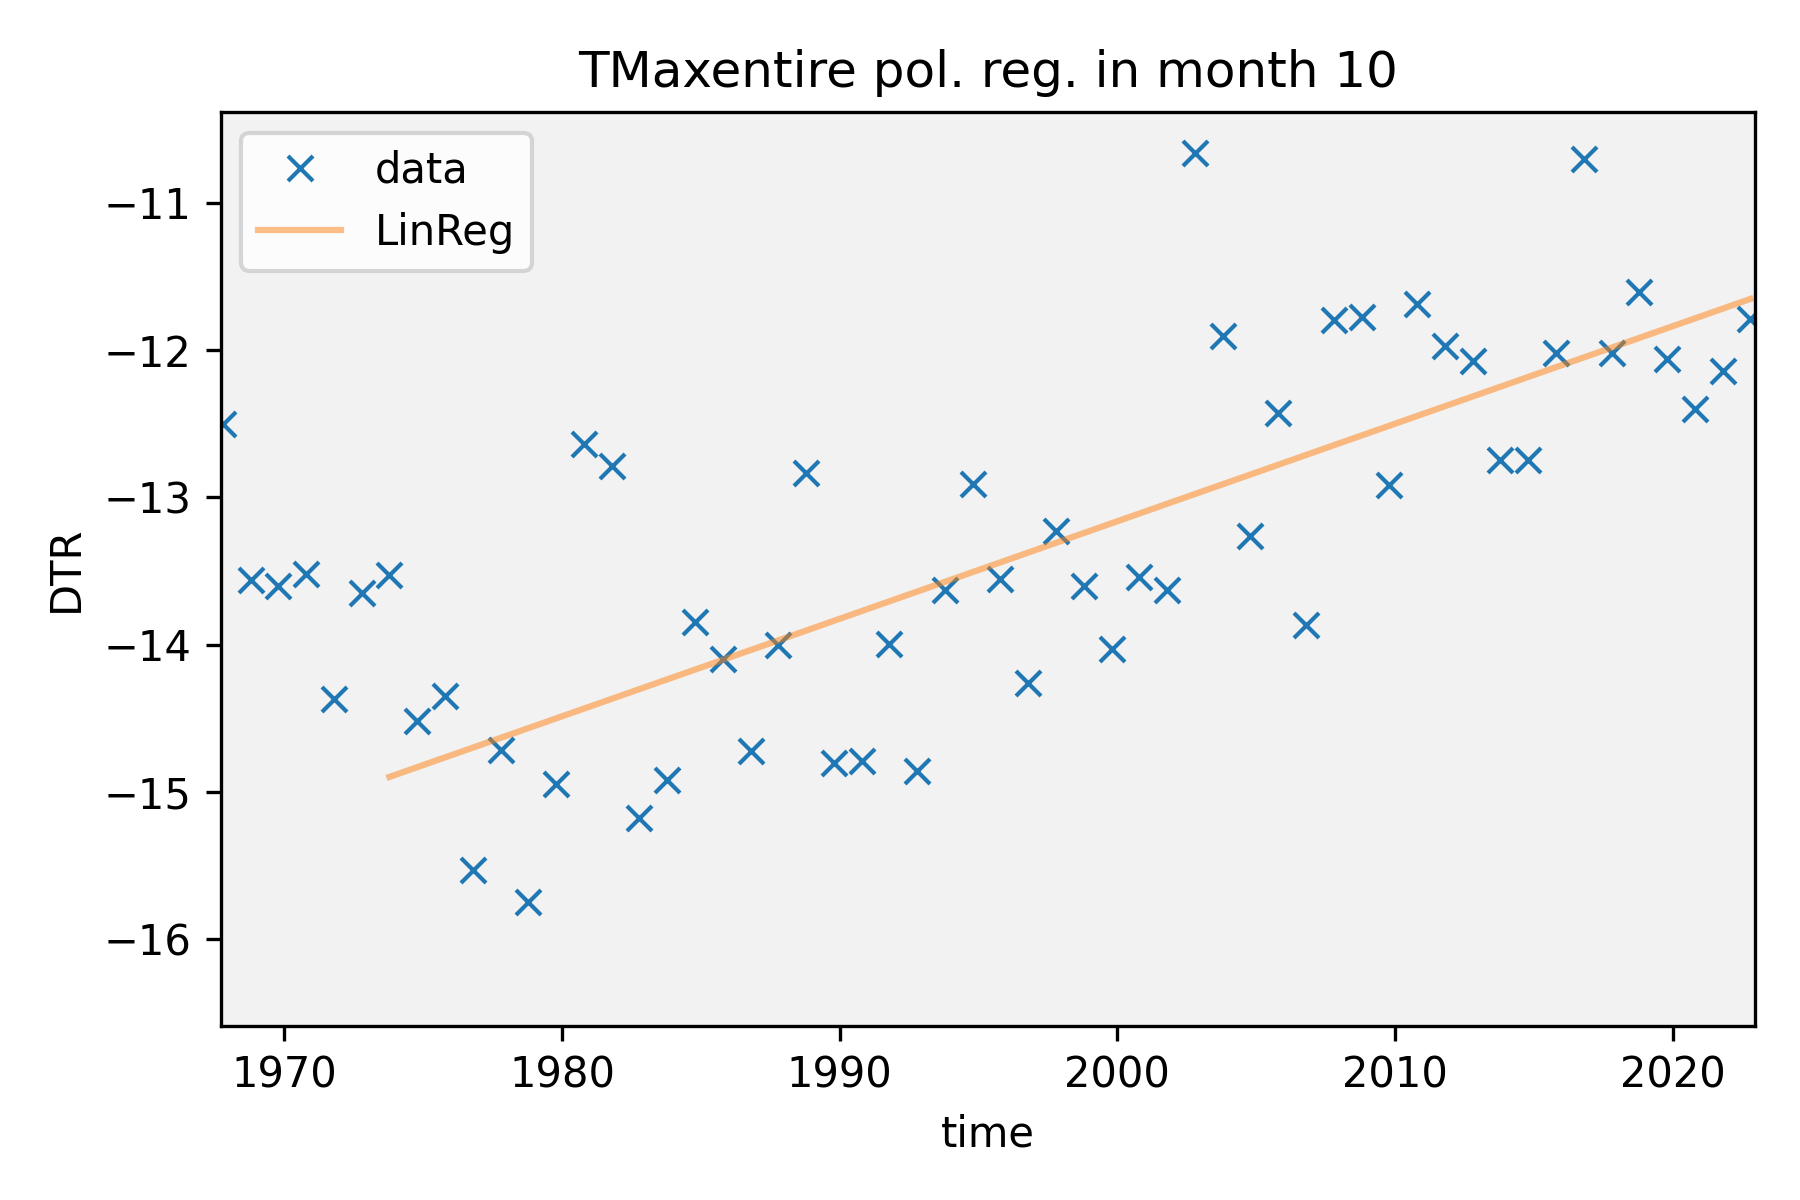 TMaxentire pol. reg. in month 10
data
LinReg
−11
−12
−13
−14
−15
−16
DTR
1970 1980 1990 2000 2010 2020
time